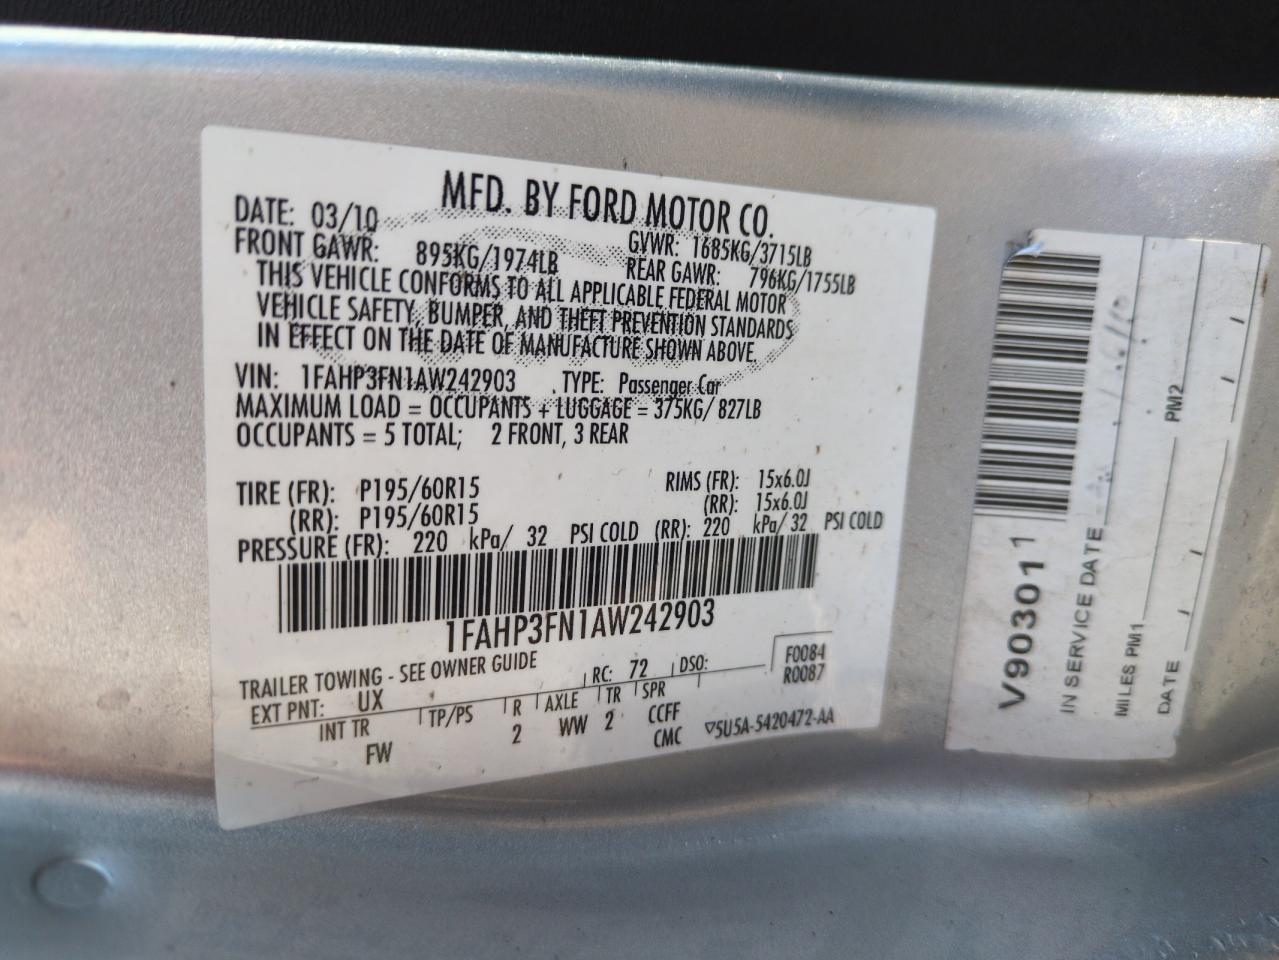 MFD. BY FORD MOTOR CO.
DATE: 03/10
GVWR: 1685KG/3715LB
FRONT GAWR: 895KG/1974LB
REAR GAWR: 796KG/1755LB
THIS VEHICLE CONFORMS TO ALL APPLICABLE FEDERAL MOTOR
VEHICLE SAFETY, BUMPER, AND THEFT PREVENTION STANDARDS
IN EFFECT ON THE DATE OF MANUFACTURE SHOWN ABOVE.
VIN: 1FAHP3FN1AW242903 TYPE: Passenger Car
MAXIMUM LOAD = OCCUPANTS + LUGGAGE = 375KG/ 827LB
OCCUPANTS = 5 TOTAL; 2 FRONT, 3 REAR
TIRE (FR): P195/60R15 RIMS (FR): 15x6.0J
(RR): P195/60R15 (RR): 15x6.0J
PRESSURE (FR): 220 kPa/ 32 PSI COLD (RR): 220 kPa/ 32 PSI COLD
1FAHP3FN1AW242903
TRAILER TOWING - SEE OWNER GUIDE
F0084
R0087
EXT PNT: UX RC: 72 DSO:
INT TR TP/PS R AXLE TR SPR
FW 2 WW 2 CCFF
CMC
▽5U5A-5420472-AA
V90301 1
IN SERVICE DATE
MILES PM1 PM2
DATE / / / /